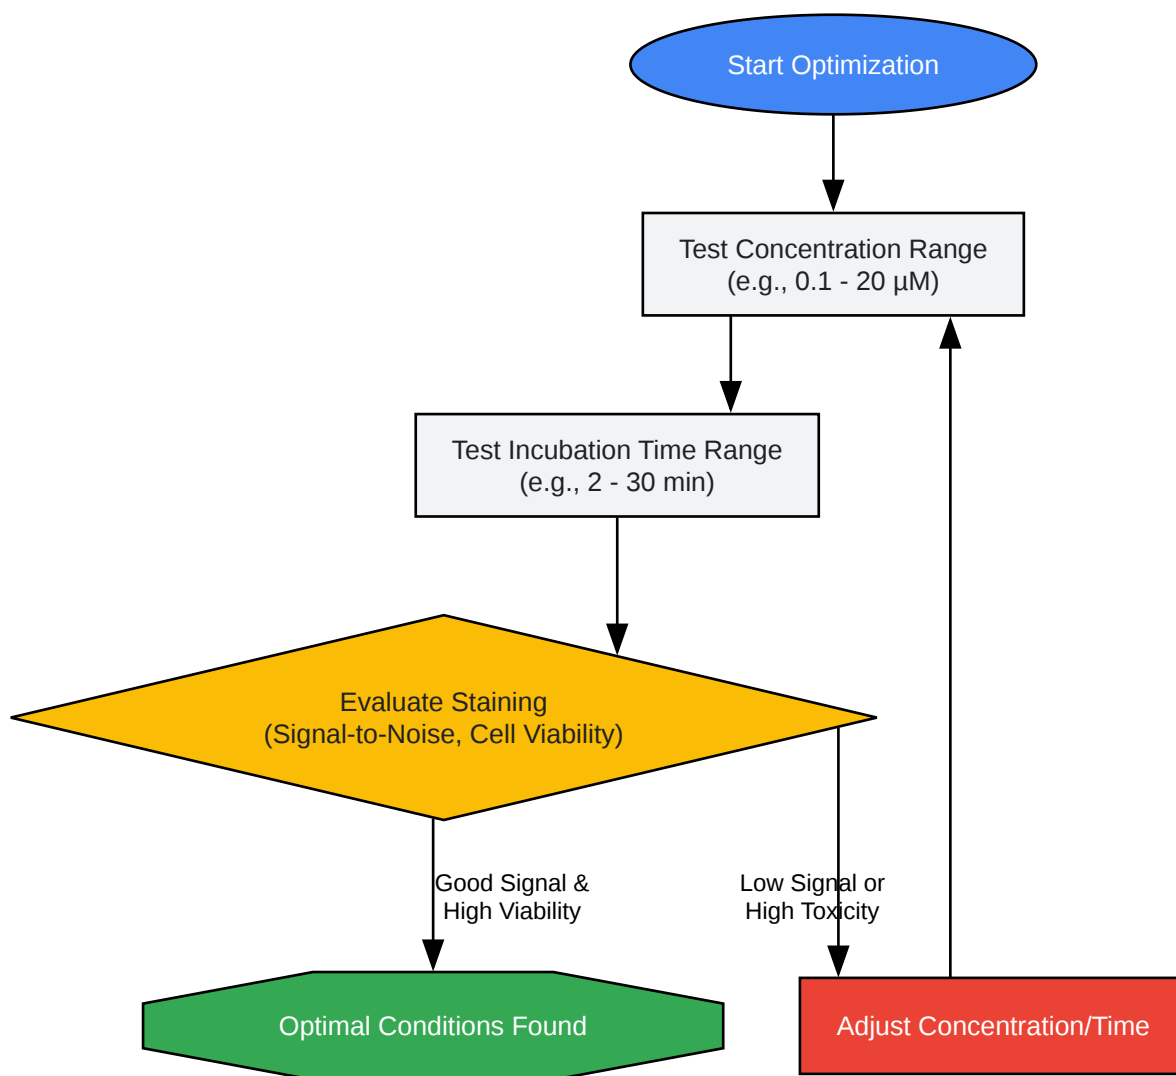 Start Optimization
Test Concentration Range
(e.g., 0.1 - 20 µM)
Test Incubation Time Range
(e.g., 2 - 30 min)
Evaluate Staining
(Signal-to-Noise, Cell Viability)
Good Signal &
High Viability
Low Signal or
High Toxicity
Optimal Conditions Found
Adjust Concentration/Time